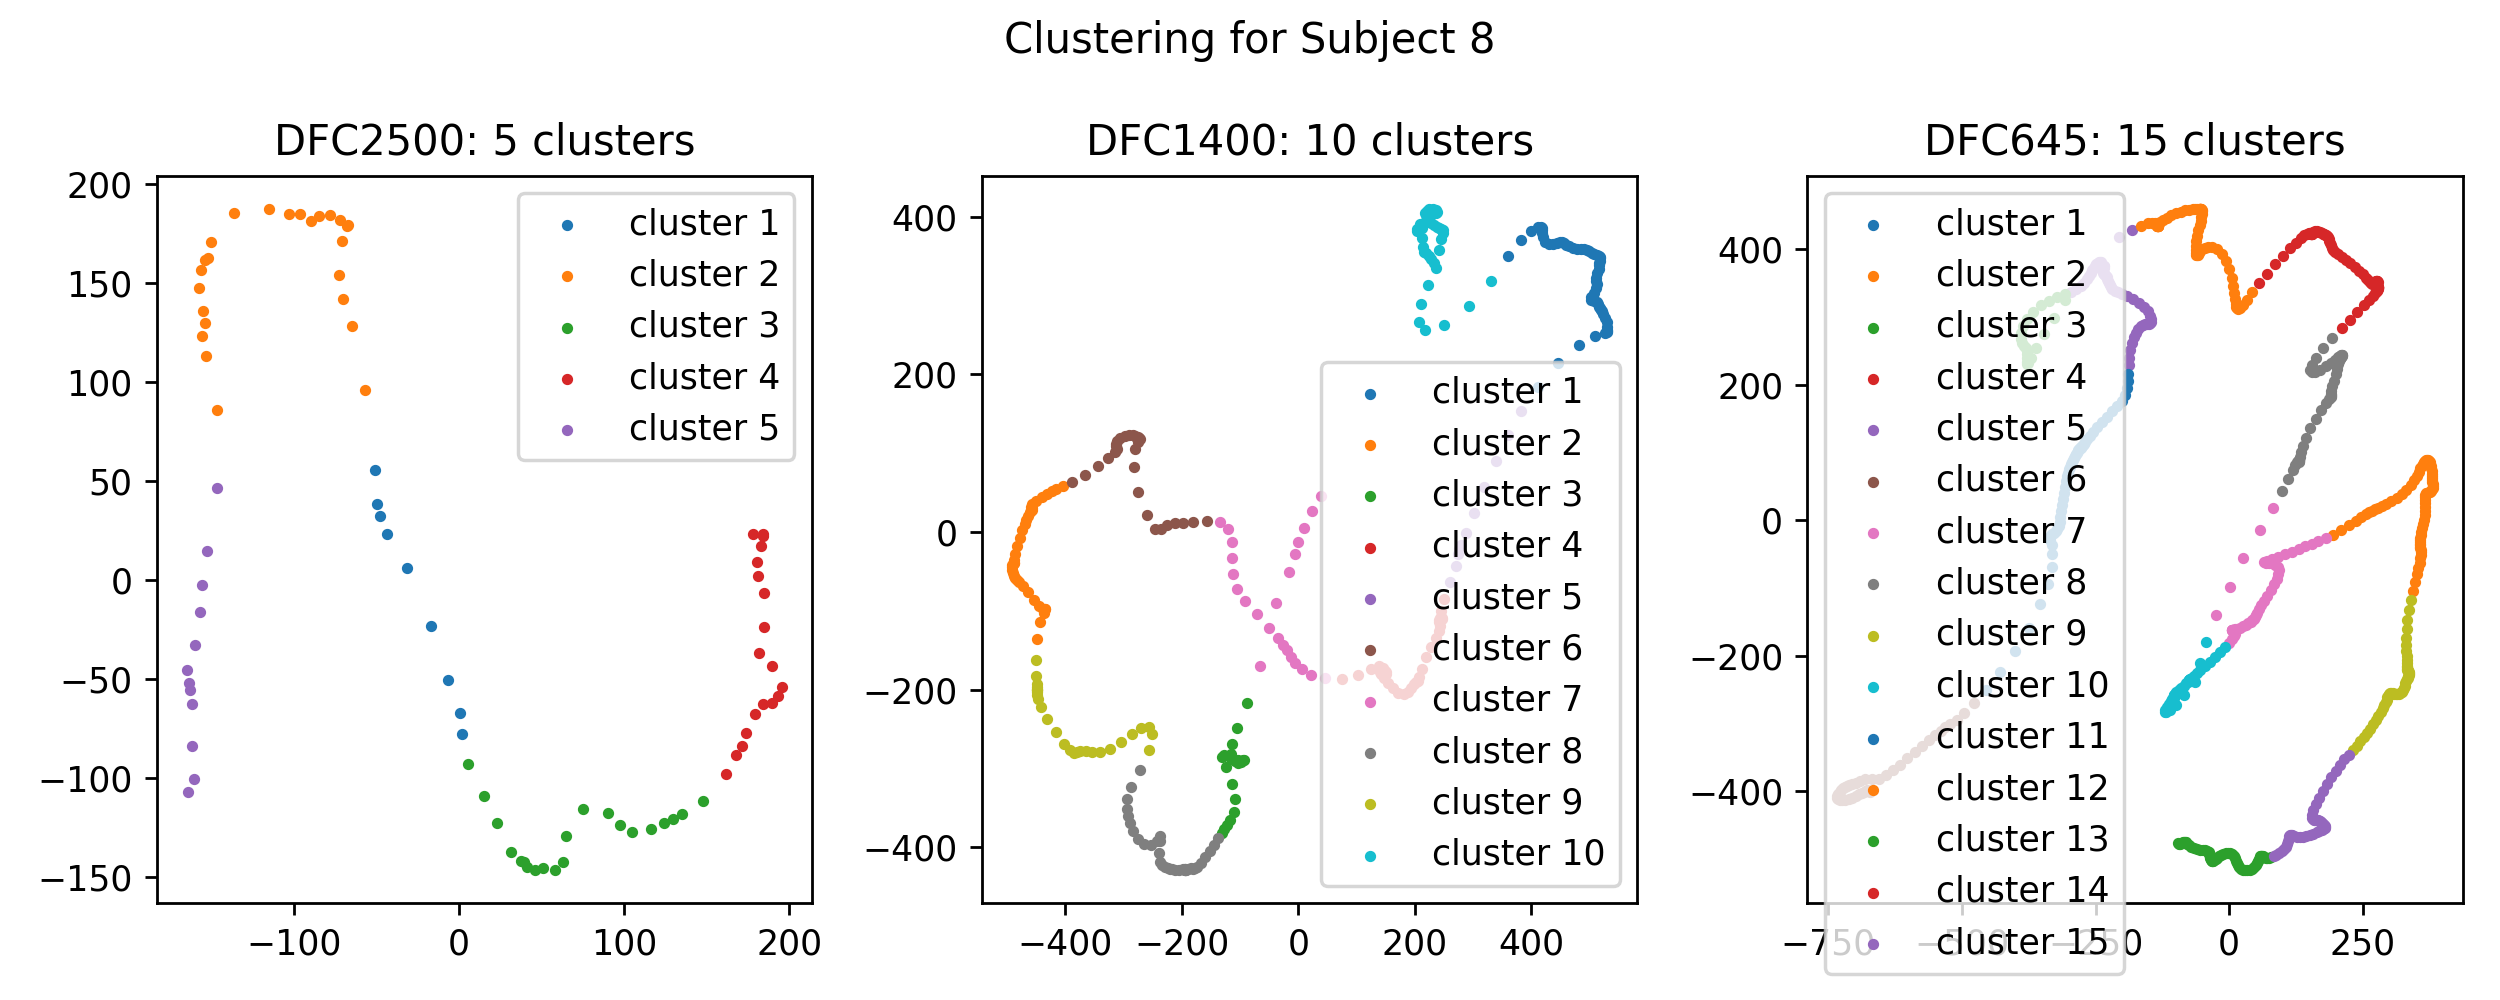 Clustering for Subject 8
DFC2500: 5 clusters
200
150
100
50
0
−50
−100
−150
−100
0
100
200
cluster 1
cluster 2
cluster 3
cluster 4
cluster 5
DFC1400: 10 clusters
400
200
0
−200
−400
−400
−200
0
200
400
cluster 1
cluster 2
cluster 3
cluster 4
cluster 5
cluster 6
cluster 7
cluster 8
cluster 9
cluster 10
DFC645: 15 clusters
400
200
0
−200
−400
−750
−500
−250
0
250
cluster 1
cluster 2
cluster 3
cluster 4
cluster 5
cluster 6
cluster 7
cluster 8
cluster 9
cluster 10
cluster 11
cluster 12
cluster 13
cluster 14
cluster 15